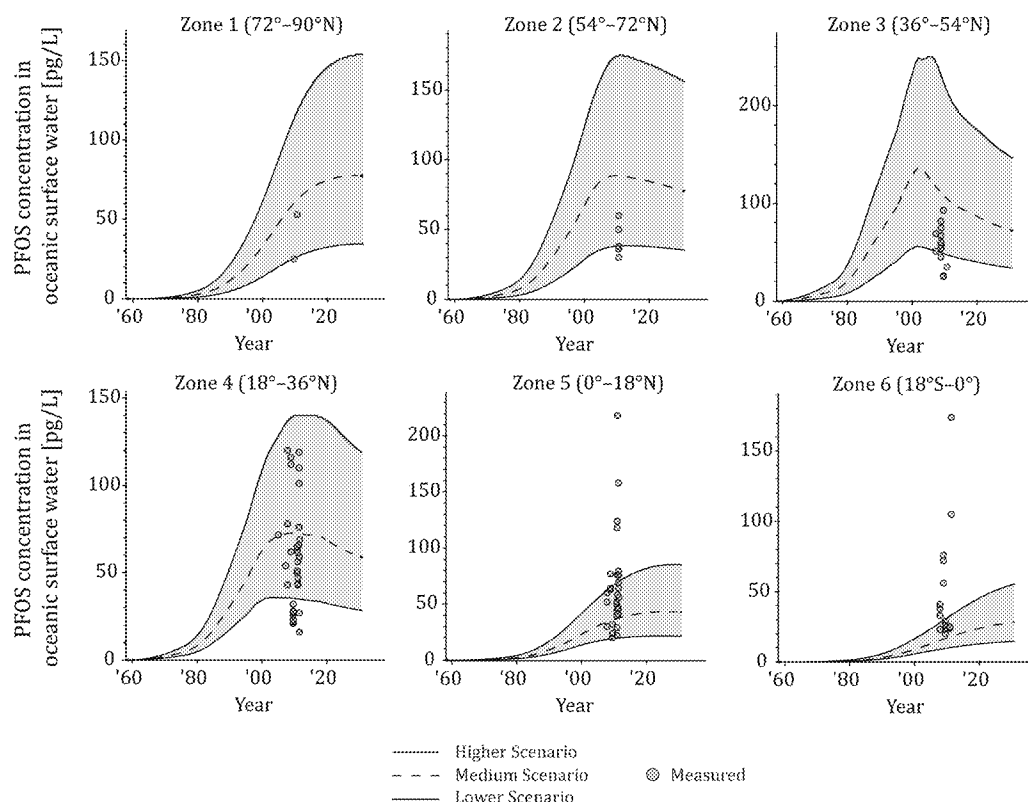 Zone 1 (72°–90°N)
Zone 2 (54°–72°N)
Zone 3 (36°–54°N)
PFOS concentration in
oceanic surface water [pg/L]
150
100
50
0
'60 '80 '00 '20
Year
150
100
50
0
'60 '80 '00 '20
Year
200
100
0
'60 '80 '00 '20
Year
Zone 4 (18°–36°N)
Zone 5 (0°–18°N)
Zone 6 (18°S–0°)
PFOS concentration in
oceanic surface water [pg/L]
150
100
50
0
'60 '80 '00 '20
Year
200
150
100
50
0
'60 '80 '00 '20
Year
150
100
50
0
'60 '80 '00 '20
Year
Higher Scenario
Medium Scenario
Measured
Lower Scenario